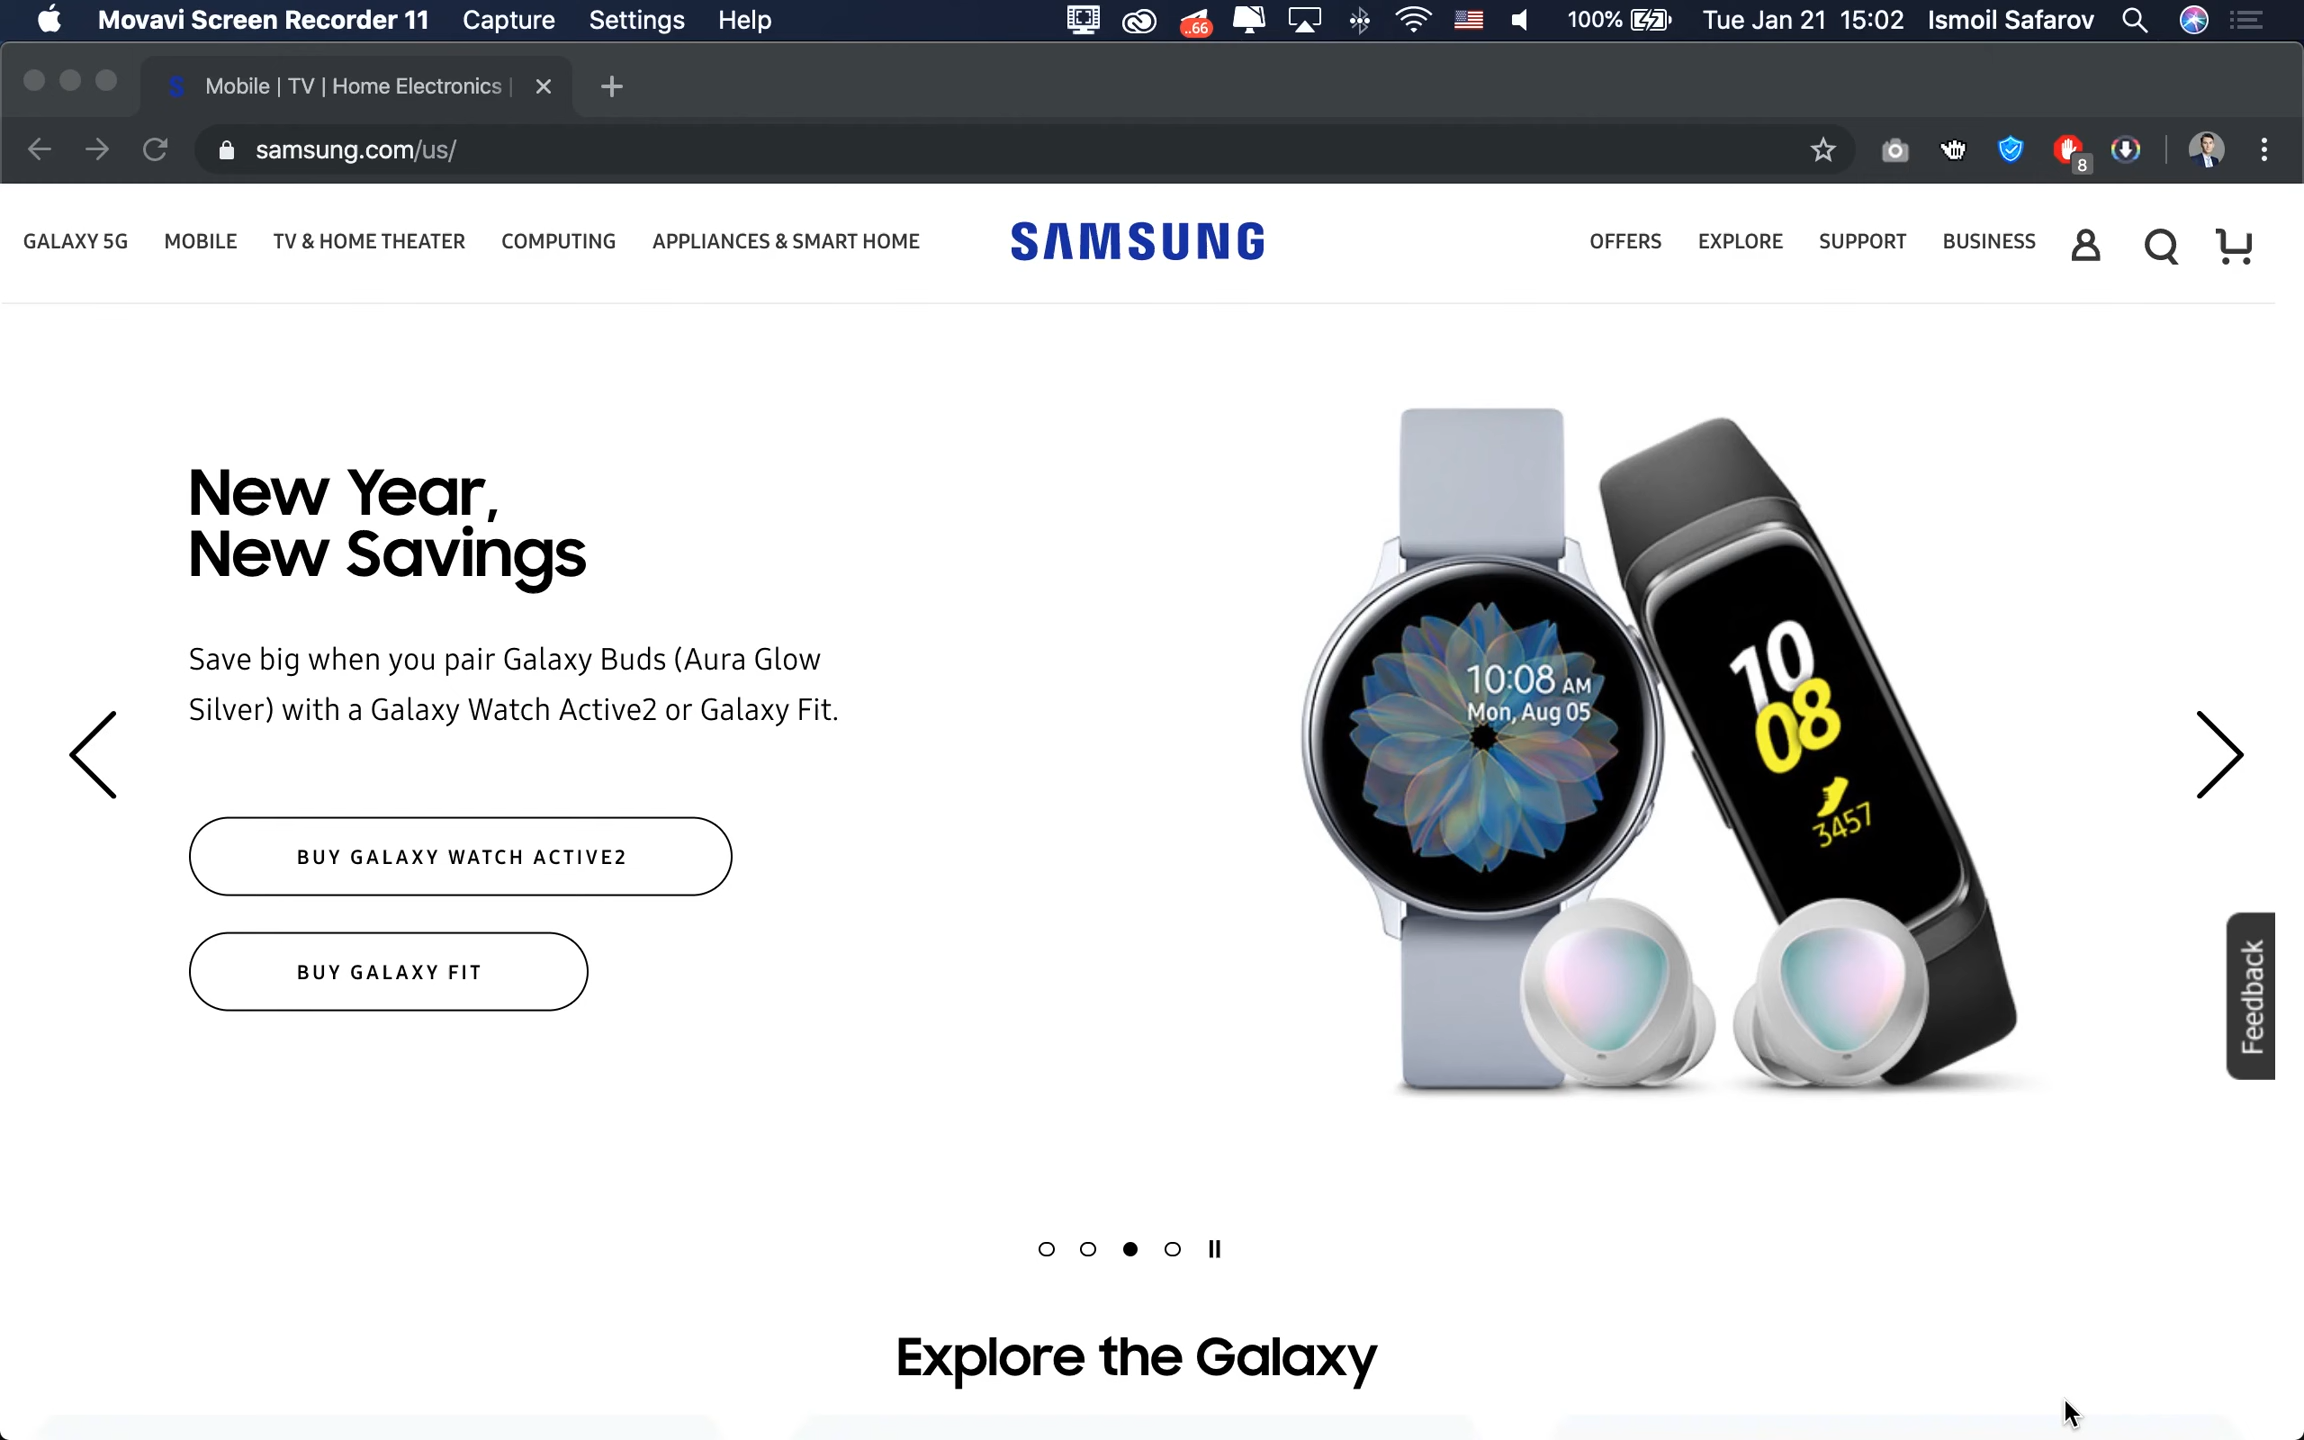 Movavi Screen Recorder 11 Capture Settings Help ..66 100% Tue Jan 21 15:02 Ismoil Safarov
S Mobile | TV | Home Electronics |
samsung.com/us/ 8
GALAXY 5G MOBILE TV & HOME THEATER COMPUTING APPLIANCES & SMART HOME SAMSUNG OFFERS EXPLORE SUPPORT BUSINESS
New Year,
New Savings
Save big when you pair Galaxy Buds (Aura Glow
Silver) with a Galaxy Watch Active2 or Galaxy Fit.
BUY GALAXY WATCH ACTIVE2
BUY GALAXY FIT
10:08 AM
Mon, Aug 05
10
08
3457
Feedback
Explore the Galaxy